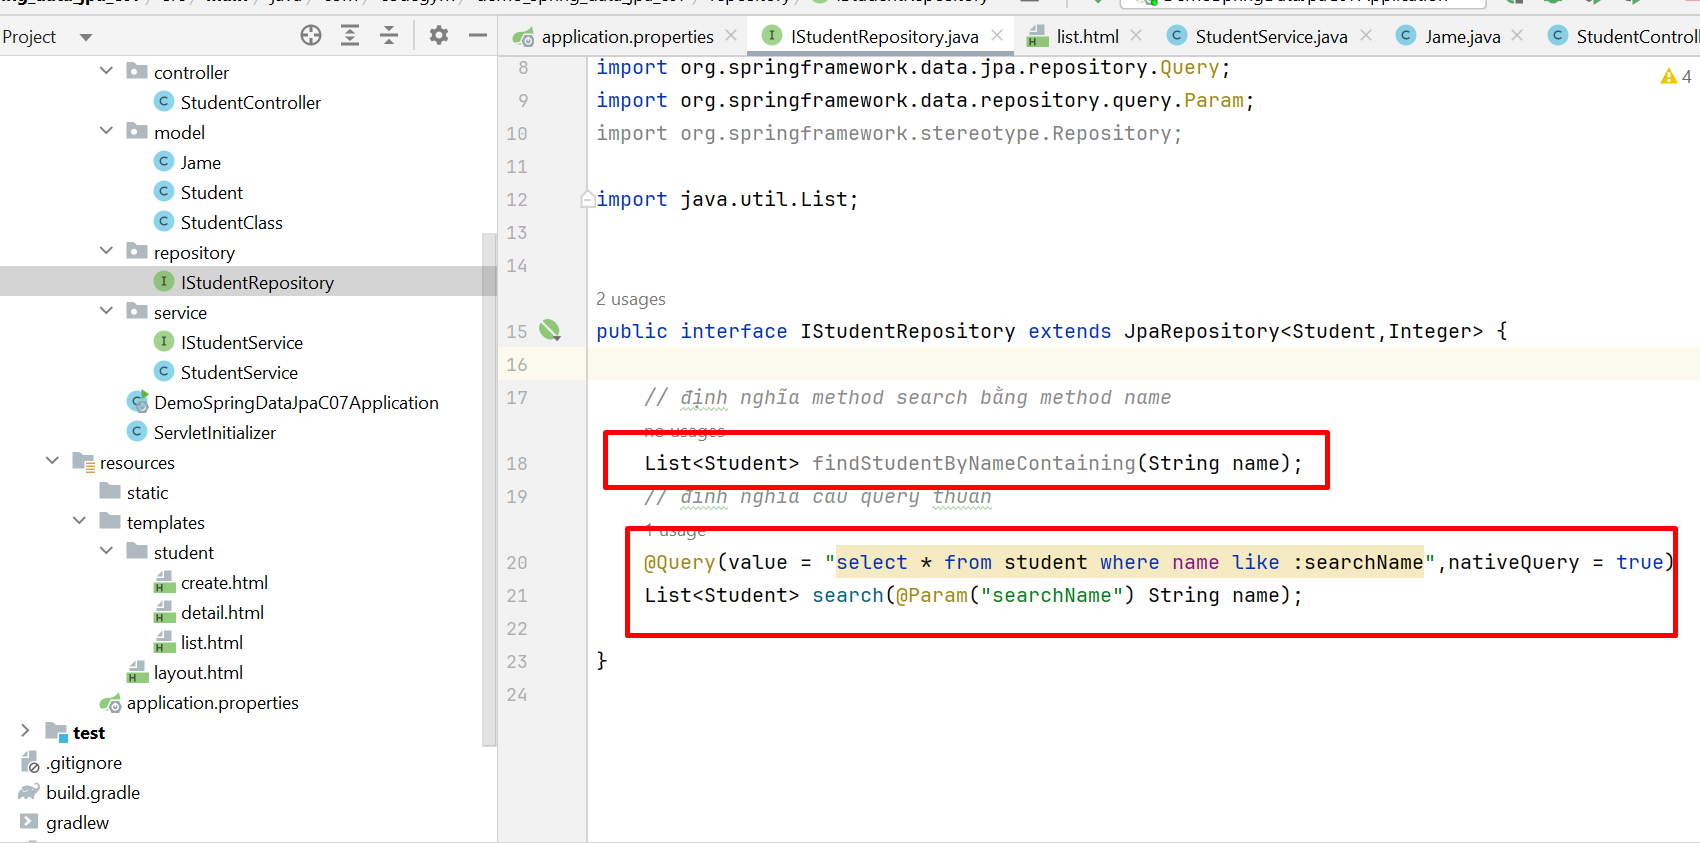 Project
application.properties
IStudentRepository.java
list.html
StudentService.java
Jame.java
StudentControl
controller
StudentController
model
Jame
Student
StudentClass
repository
IStudentRepository
service
IStudentService
StudentService
DemoSpringDataJpaC07Application
ServletInitializer
resources
static
templates
student
create.html
detail.html
list.html
layout.html
application.properties
test
.gitignore
build.gradle
gradlew
4
8 import org.springframework.data.jpa.repository.Query;
9 import org.springframework.data.repository.query.Param;
10 import org.springframework.stereotype.Repository;
11
12 import java.util.List;
13
14
2 usages
15 public interface IStudentRepository extends JpaRepository<Student,Integer> {
16
17 // định nghĩa method search bằng method name
no usages
18 List<Student> findStudentByNameContaining(String name);
19 // định nghĩa câu query thuần
1 usage
20 @Query(value = "select * from student where name like :searchName",nativeQuery = true)
21 List<Student> search(@Param("searchName") String name);
22
23 }
24